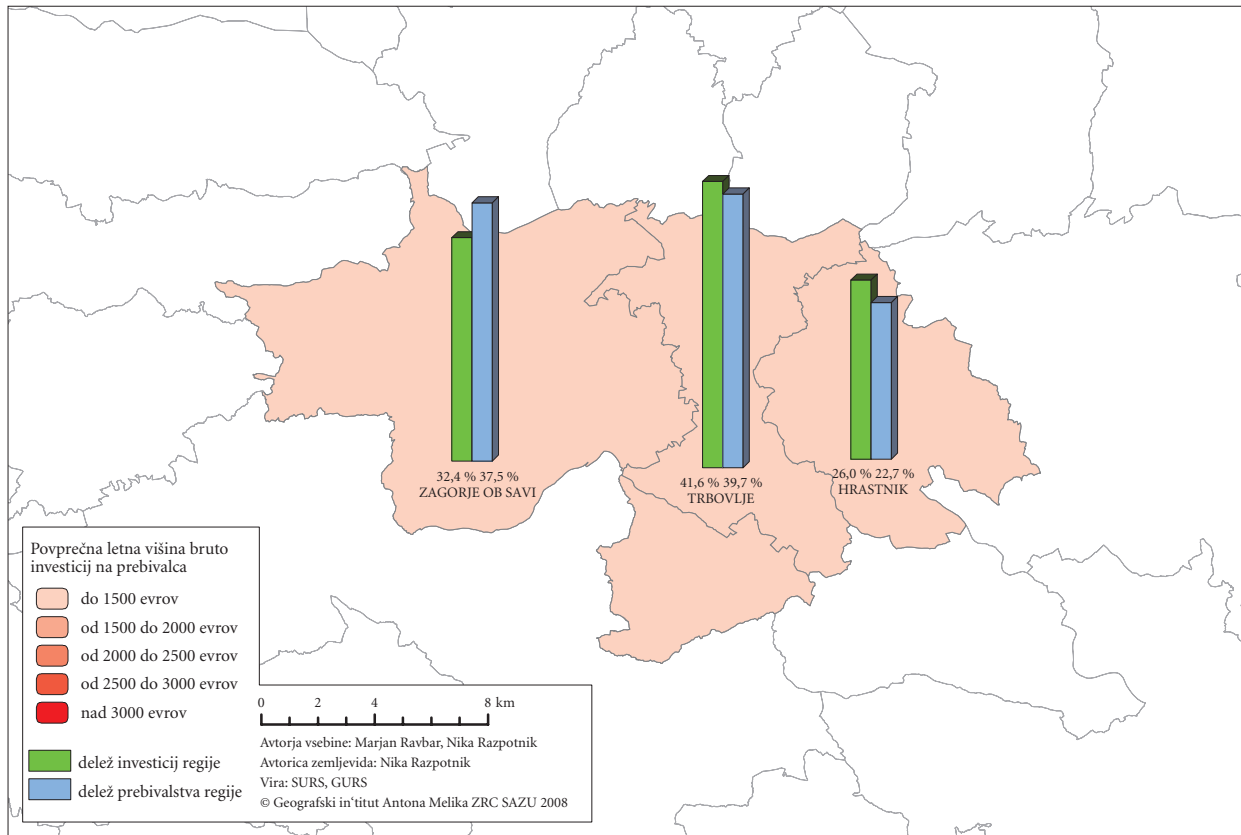 32,4 % 37,5 %
ZAGORJE OB SAVI
41,6 % 39,7 %
TRBOVLJE
26,0 % 22,7 %
HRASTNIK
Povprečna letna višina bruto
investicij na prebivalca
do 1500 evrov
od 1500 do 2000 evrov
od 2000 do 2500 evrov
od 2500 do 3000 evrov
nad 3000 evrov
delež investicij regije
delež prebivalstva regije
0 2 4 8 km
Avtorja vsebine: Marjan Ravbar, Nika Razpotnik
Avtorica zemljevida: Nika Razpotnik
Vira: SURS, GURS
© Geografski in‘titut Antona Melika ZRC SAZU 2008